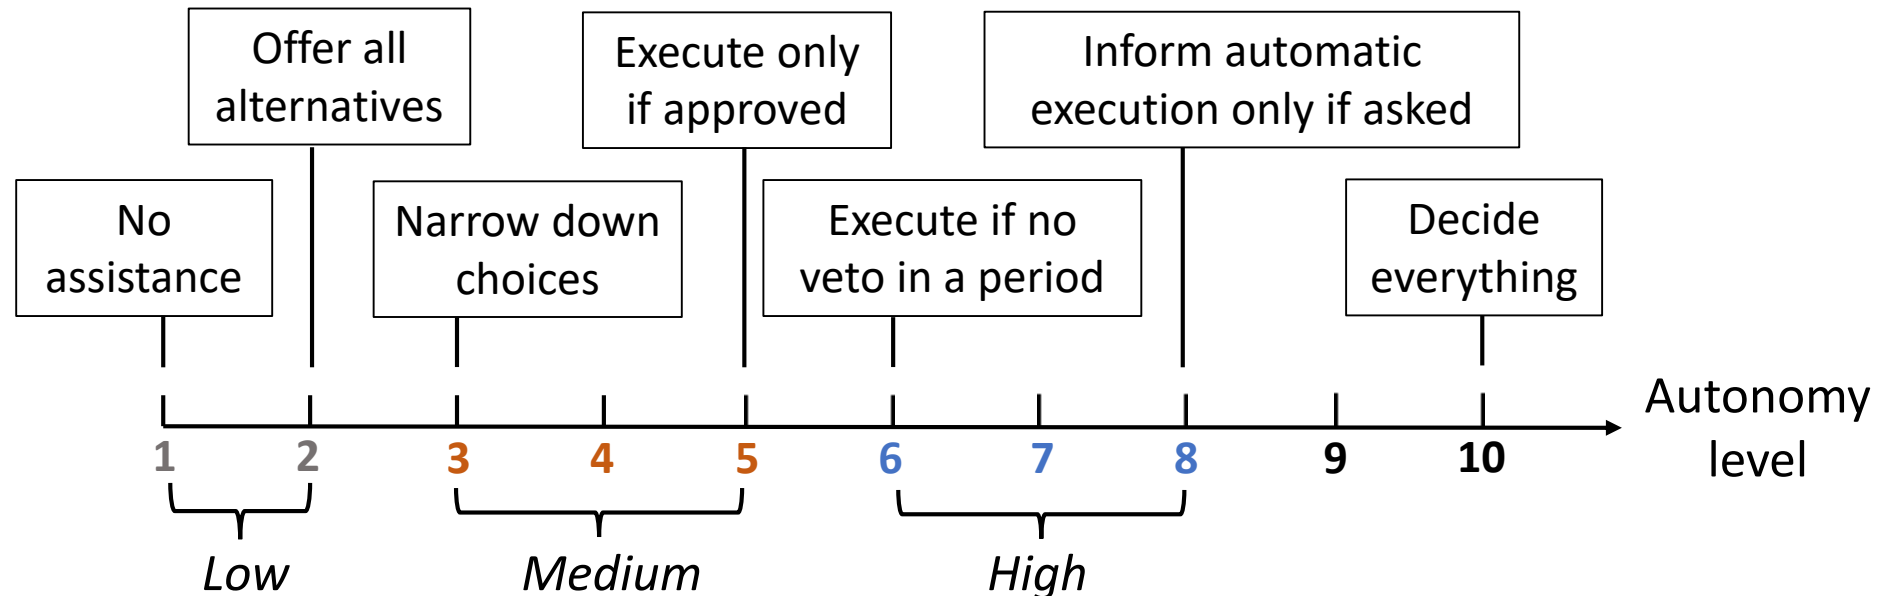 Offer all
alternatives
Execute only
if approved
Inform automatic
execution only if asked
No
assistance
Narrow down
choices
Execute if no
veto in a period
Decide
everything
1 2 3 4 5 6 7 8 9 10
Autonomy
level
Low Medium High